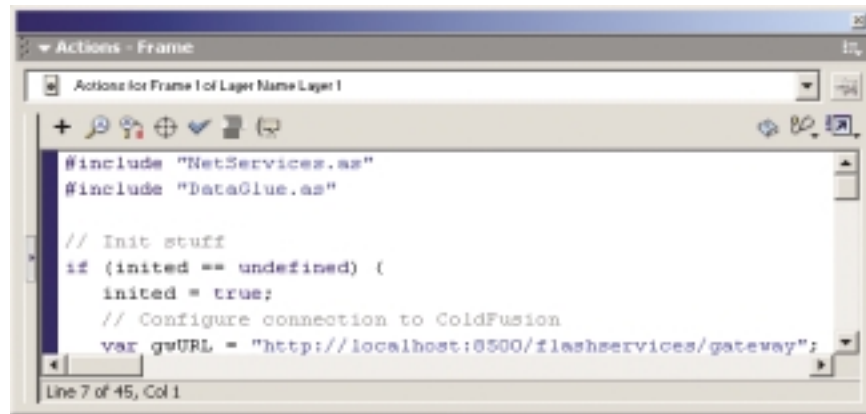 Actions - Frame
Actions for Frame 1 of Layer Name Layer 1
#include "NetServices.as"
#include "DataGlue.as"
// Init stuff
if (inited == undefined) {
inited = true;
// Configure connection to ColdFusion
var gwURL = "http://localhost:8500/flashservices/gateway";
Line 7 of 45, Col 1